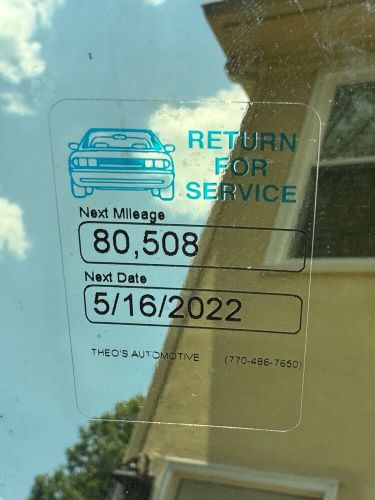 RETURN
FOR
SERVICE
Next Mileage
80,508
Next Date
5/16/2022
THEO'S AUTOMOTIVE (770-486-7650)